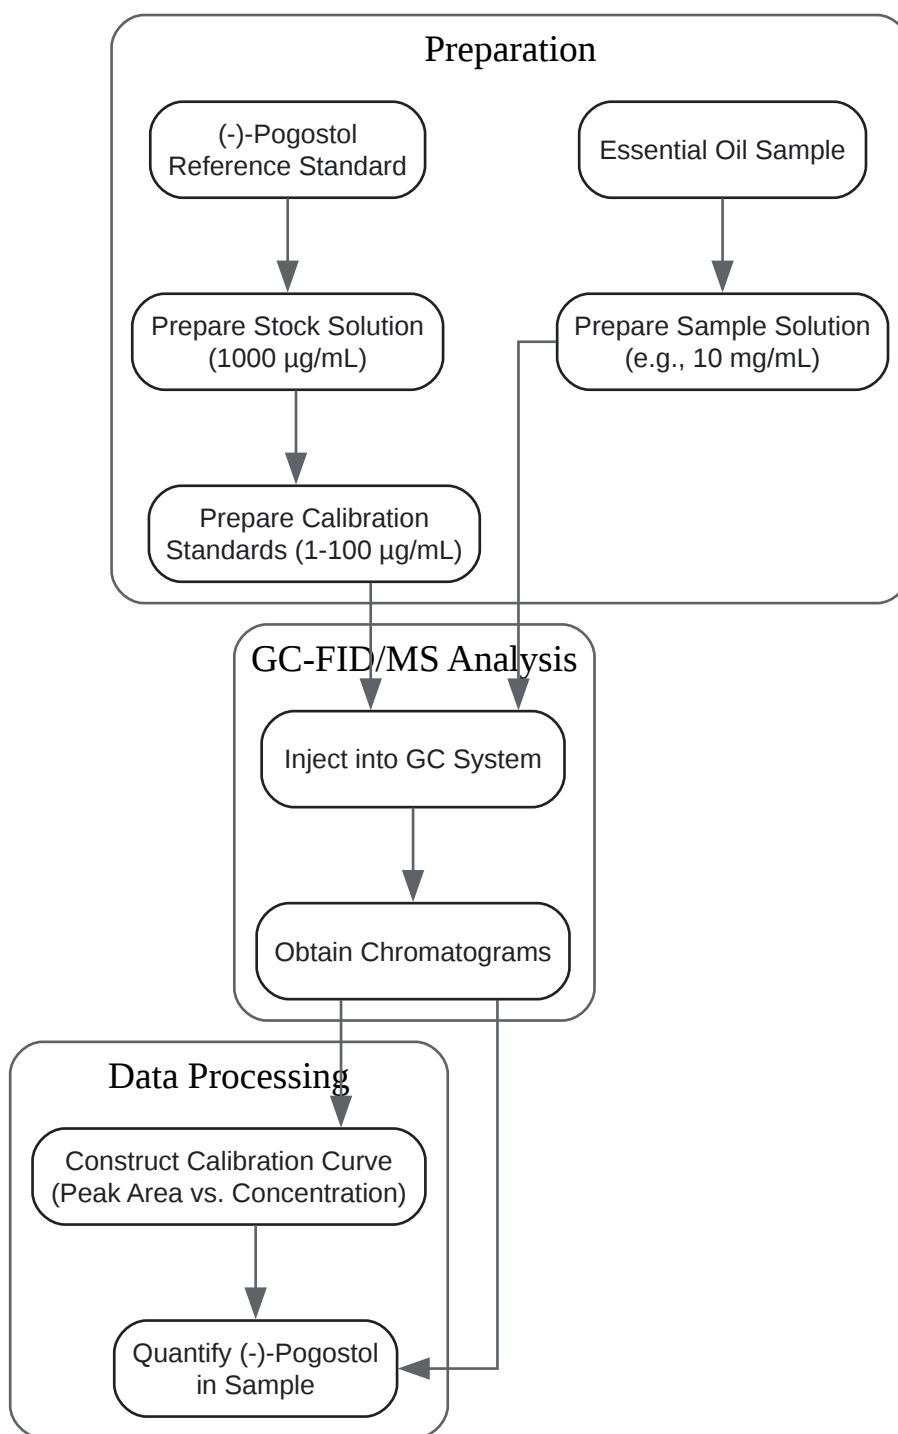 Preparation
(-)-Pogostol
Reference Standard
Essential Oil Sample
Prepare Stock Solution
(1000 µg/mL)
Prepare Sample Solution
(e.g., 10 mg/mL)
Prepare Calibration
Standards (1-100 µg/mL)
GC-FID/MS Analysis
Inject into GC System
Obtain Chromatograms
Data Processing
Construct Calibration Curve
(Peak Area vs. Concentration)
Quantify (-)-Pogostol
in Sample